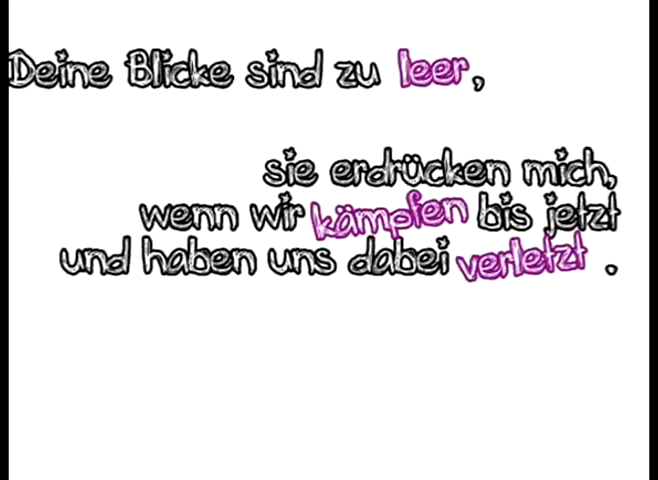 Deine Blicke sind zu leer,
sie erdrücken mich,
wenn wir kämpfen bis jetzt
und haben uns dabei verletzt .